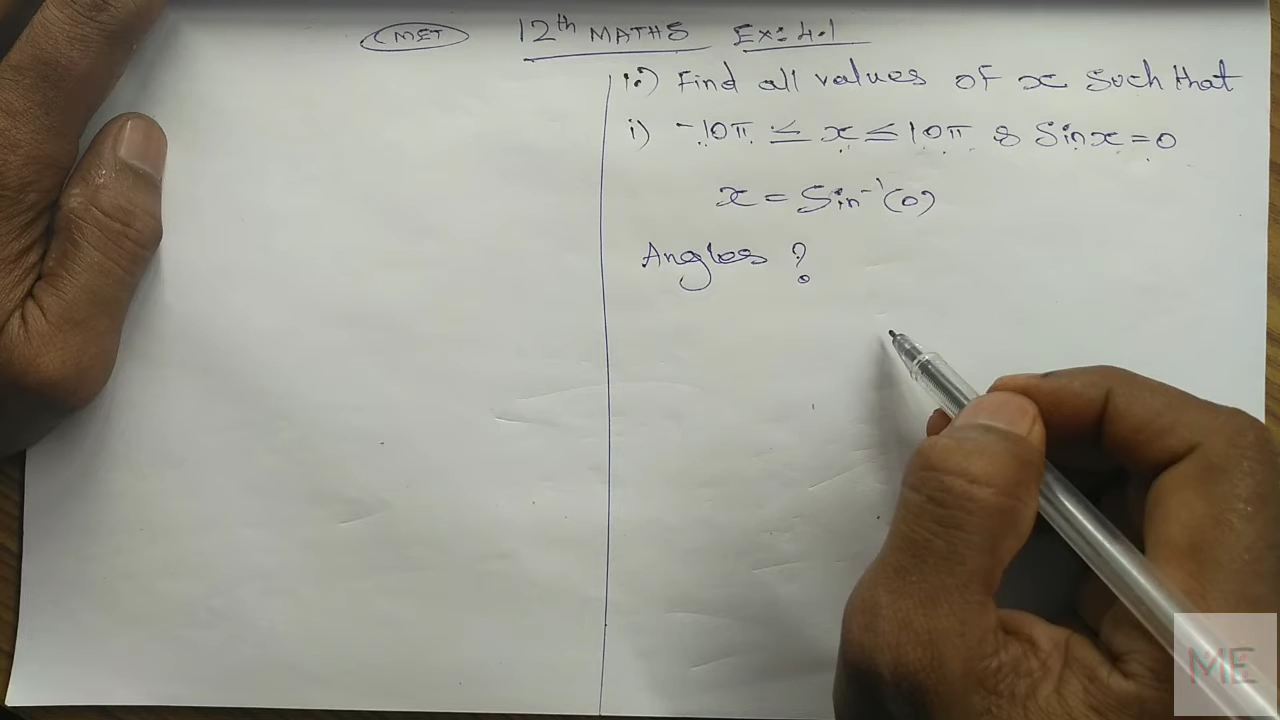 MET 12th MATHS Ex: 4.1
1.) Find all values of x such that
i) -10π ≤ x ≤ 10π & Sin x = 0
x = Sin⁻¹(0)
Angles ?
ME